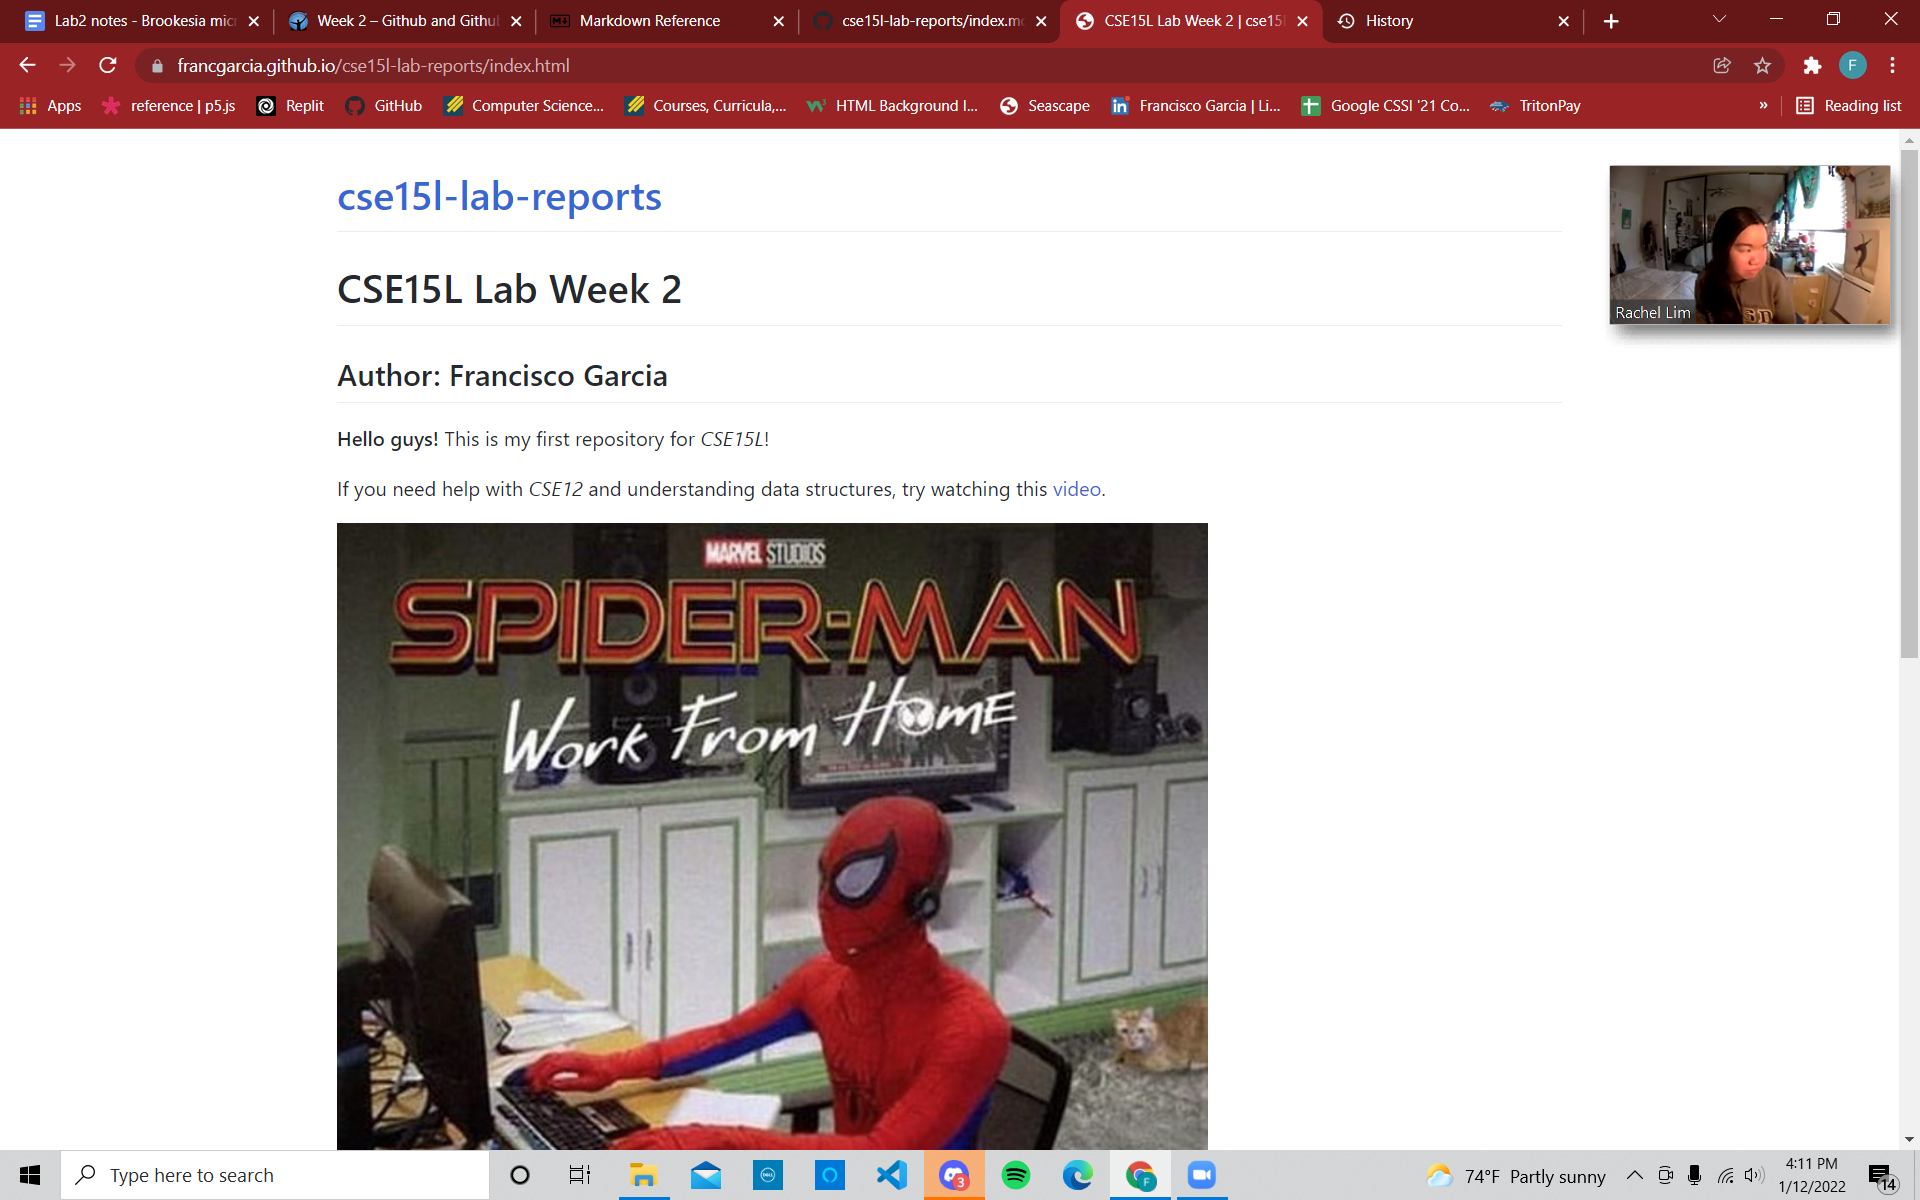 Lab2 notes - Brookesia micr
Week 2 – Github and Githu
Markdown Reference
cse15l-lab-reports/index.md
CSE15L Lab Week 2 | cse15l
History
francgarcia.github.io/cse15l-lab-reports/index.html
F
Apps
reference | p5.js
Replit
GitHub
Computer Science...
Courses, Curricula,...
HTML Background I...
Seascape
Francisco Garcia | Li...
Google CSSI '21 Co...
TritonPay
»
Reading list
cse15l-lab-reports
CSE15L Lab Week 2
Rachel Lim
Author: Francisco Garcia
Hello guys! This is my first repository for CSE15L!
If you need help with CSE12 and understanding data structures, try watching this video.
MARVEL STUDIOS
SPIDER-MAN
Work From Home
Type here to search
DELL
3
F
74°F Partly sunny
4:11 PM
1/12/2022
14